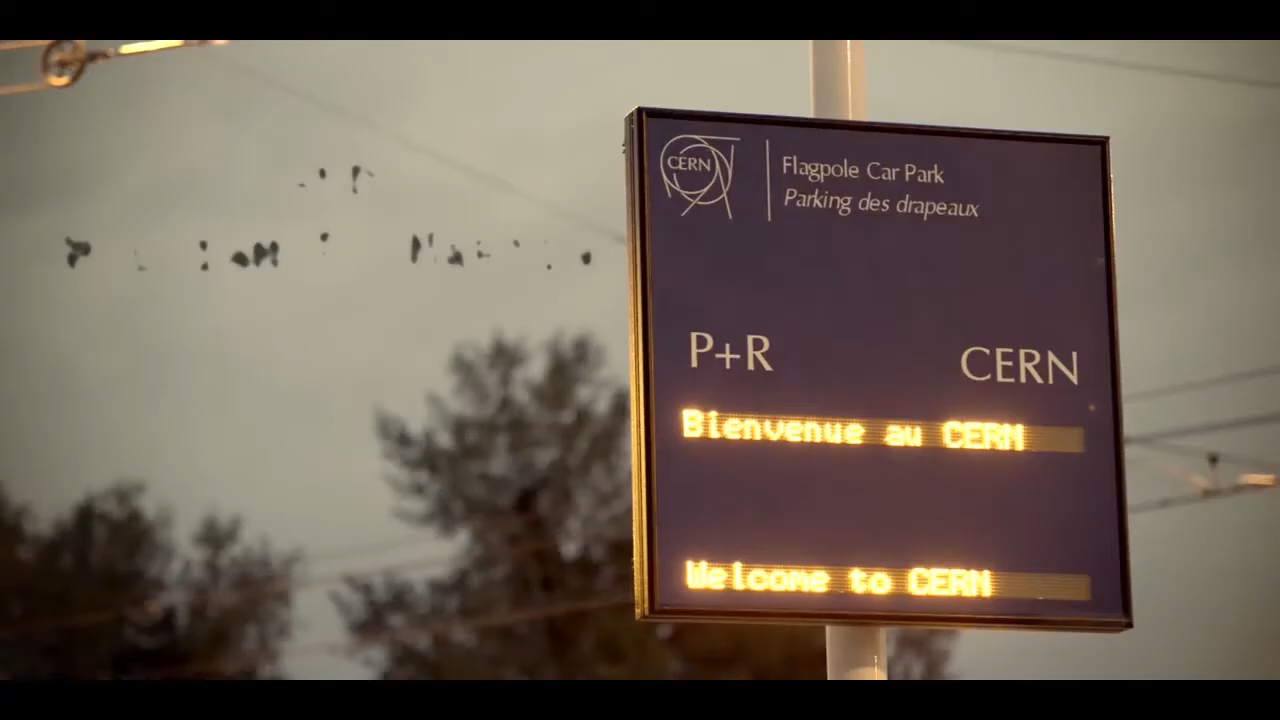 CERN
Flagpole Car Park
Parking des drapeaux
P+R CERN
Bienvenue au CERN
Welcome to CERN